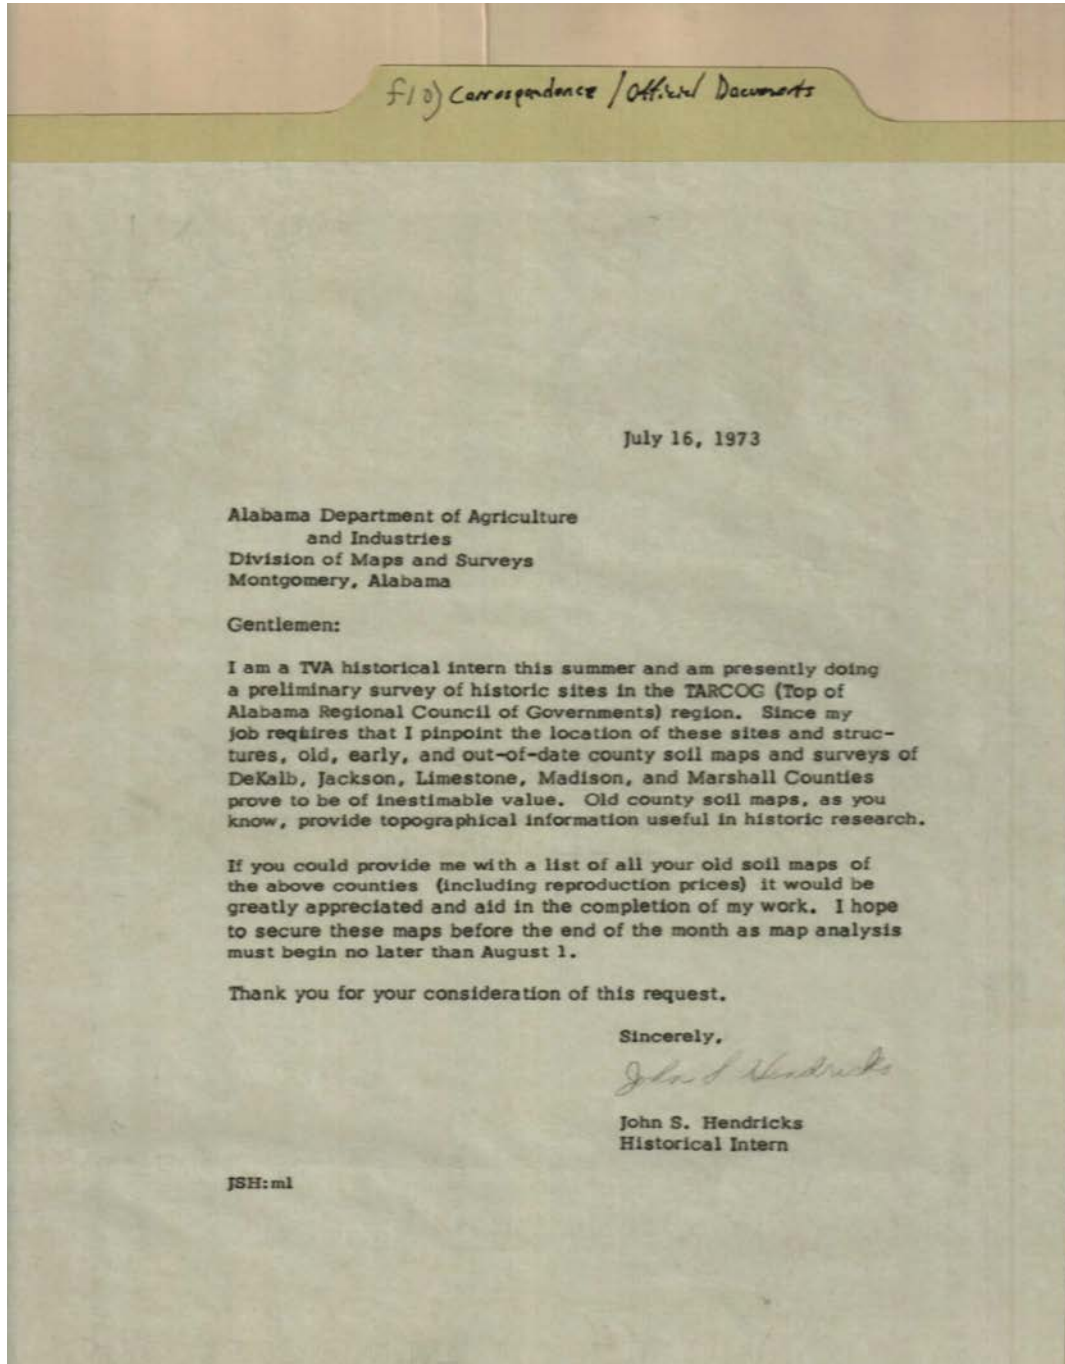 f10) Correspondence / Official Documents
July 16, 1973
Alabama Department of Agriculture
and Industries
Division of Maps and Surveys
Montgomery, Alabama
Gentlemen:
I am a TVA historical intern this summer and am presently doing
a preliminary survey of historic sites in the TARCOG (Top of
Alabama Regional Council of Governments) region. Since my
job requires that I pinpoint the location of these sites and struc-
tures, old, early, and out-of-date county soil maps and surveys of
DeKalb, Jackson, Limestone, Madison, and Marshall Counties
prove to be of inestimable value. Old county soil maps, as you
know, provide topographical information useful in historic research.
If you could provide me with a list of all your old soil maps of
the above counties (including reproduction prices) it would be
greatly appreciated and aid in the completion of my work. I hope
to secure these maps before the end of the month as map analysis
must begin no later than August 1.
Thank you for your consideration of this request.
Sincerely,
John S Hendricks
John S. Hendricks
Historical Intern
JSH:ml